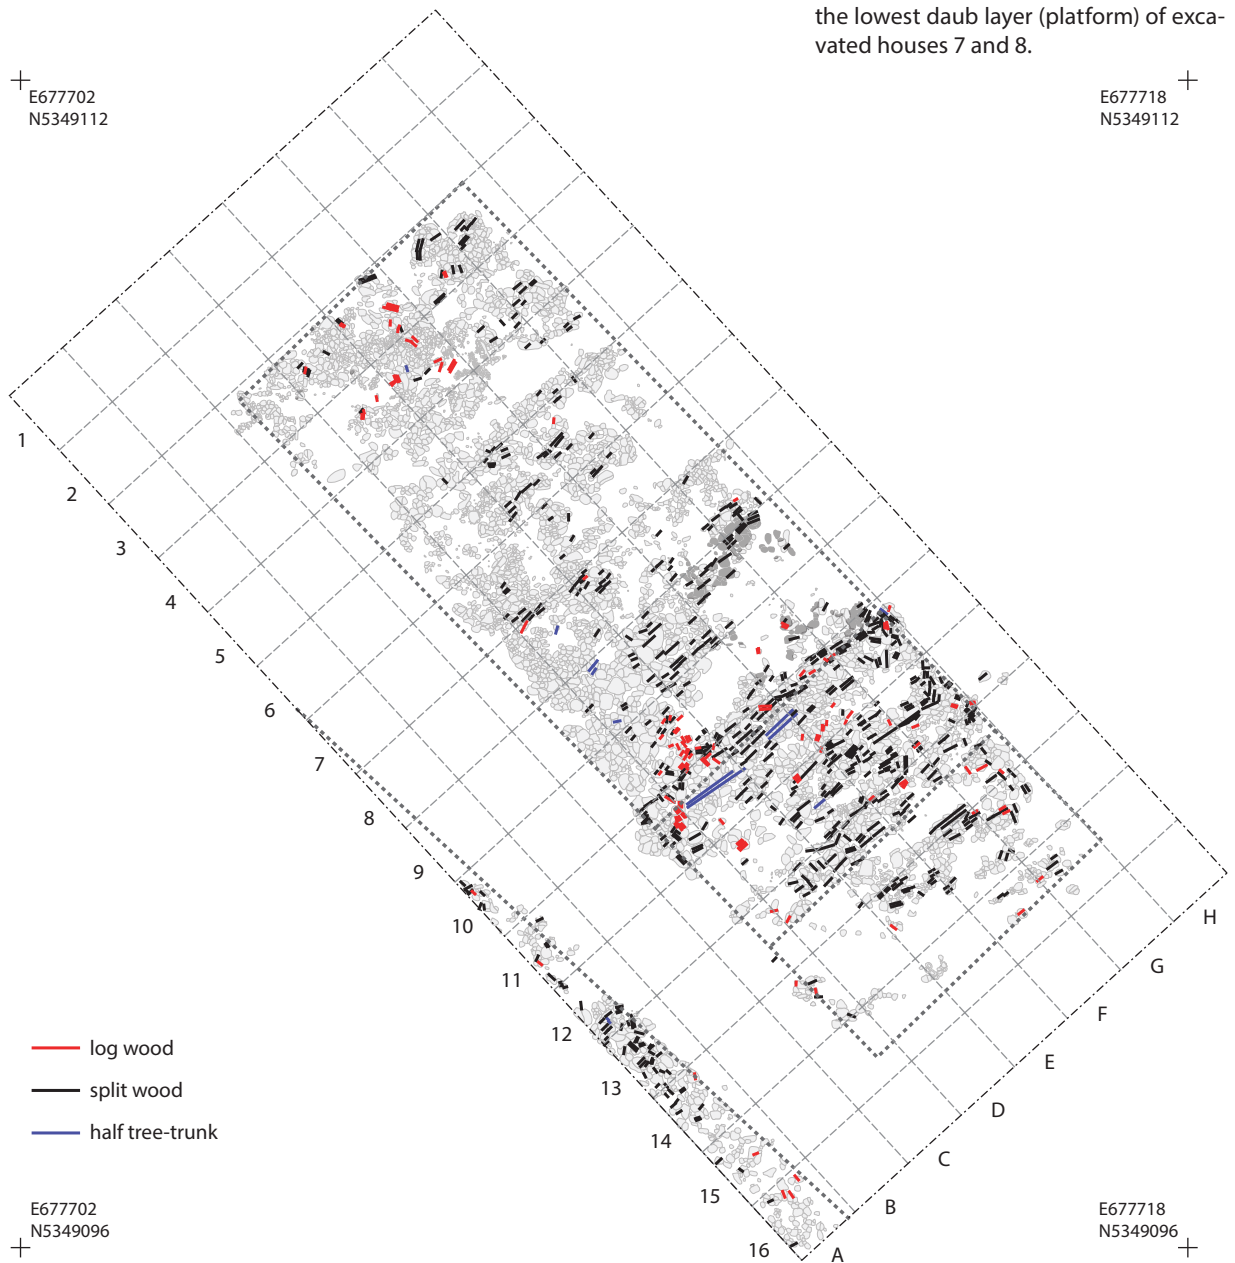 the lowest daub layer (platform) of exca-
vated houses 7 and 8.
E677702
N5349112
E677718
N5349112
1
2
3
4
5
6
7
8
9
10
11
12
13
14
15
16
A
B
C
D
E
F
G
H
log wood
split wood
half tree-trunk
E677702
N5349096
E677718
N5349096